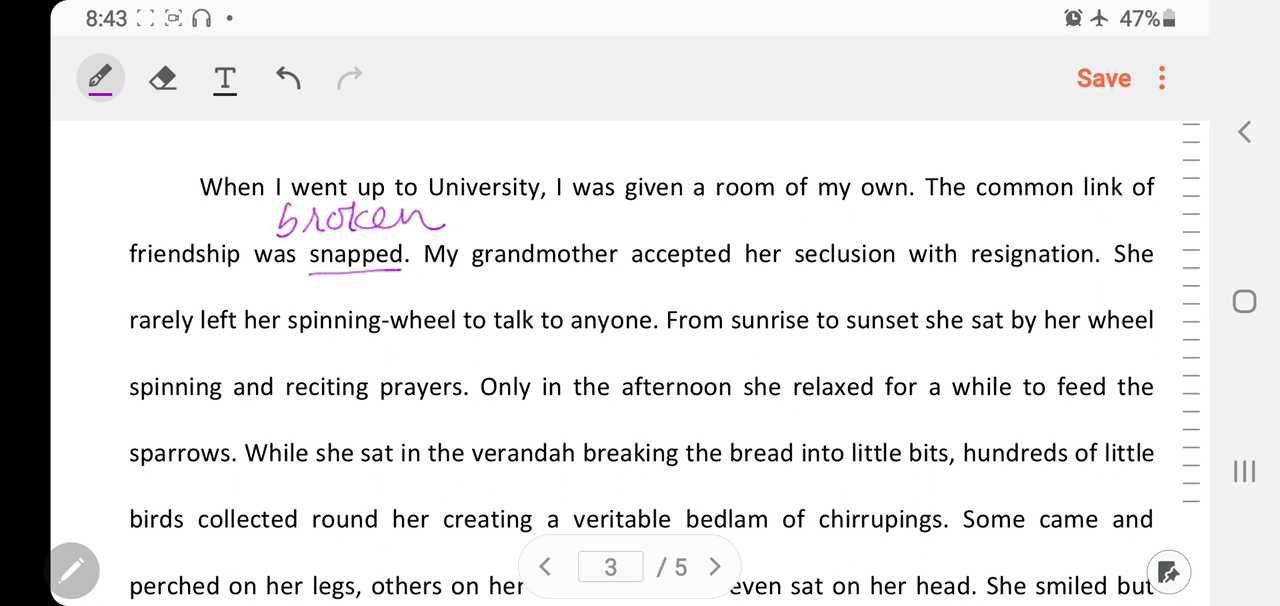 8:43 47%
Save
When I went up to University, I was given a room of my own. The common link of
broken
friendship was snapped. My grandmother accepted her seclusion with resignation. She
rarely left her spinning-wheel to talk to anyone. From sunrise to sunset she sat by her wheel
spinning and reciting prayers. Only in the afternoon she relaxed for a while to feed the
sparrows. While she sat in the verandah breaking the bread into little bits, hundreds of little
birds collected round her creating a veritable bedlam of chirrupings. Some came and
perched on her legs, others on her even sat on her head. She smiled but
3 / 5